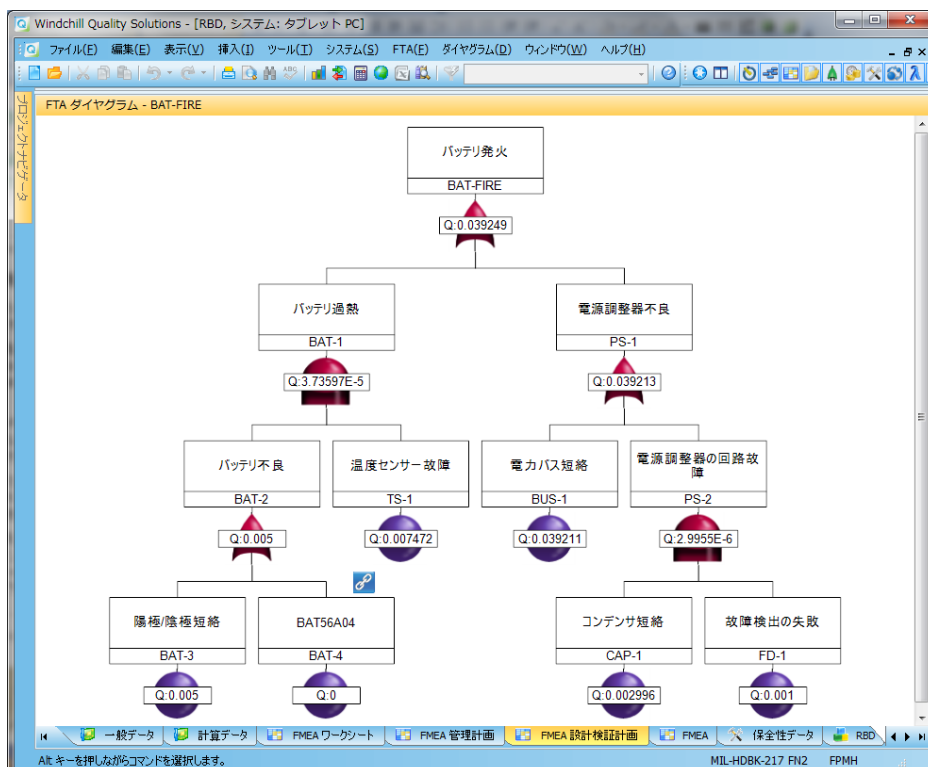 Windchill Quality Solutions - [RBD, システム: タブレット PC]
ファイル(F) 編集(E) 表示(V) 挿入(I) ツール(T) システム(S) FTA(F) ダイヤグラム(D) ウィンドウ(W) ヘルプ(H)
プロジェクトナビゲータ
FTA ダイヤグラム - BAT-FIRE
バッテリ発火
BAT-FIRE
Q:0.039249
バッテリ過熱
BAT-1
Q:3.73597E-5
電源調整器不良
PS-1
Q:0.039213
バッテリ不良
BAT-2
Q:0.005
温度センサー故障
TS-1
Q:0.007472
電力バス短絡
BUS-1
Q:0.039211
電源調整器の回路故
障
PS-2
Q:2.9955E-6
陽極/陰極短絡
BAT-3
Q:0.005
BAT56A04
BAT-4
Q:0
コンデンサ短絡
CAP-1
Q:0.002996
故障検出の失敗
FD-1
Q:0.001
一般データ 計算データ FMEA ワークシート FMEA 管理計画 FMEA 設計検証計画 FMEA 保全性データ RBD
Alt キーを押しながらコマンドを選択します。 MIL-HDBK-217 FN2 FPMH